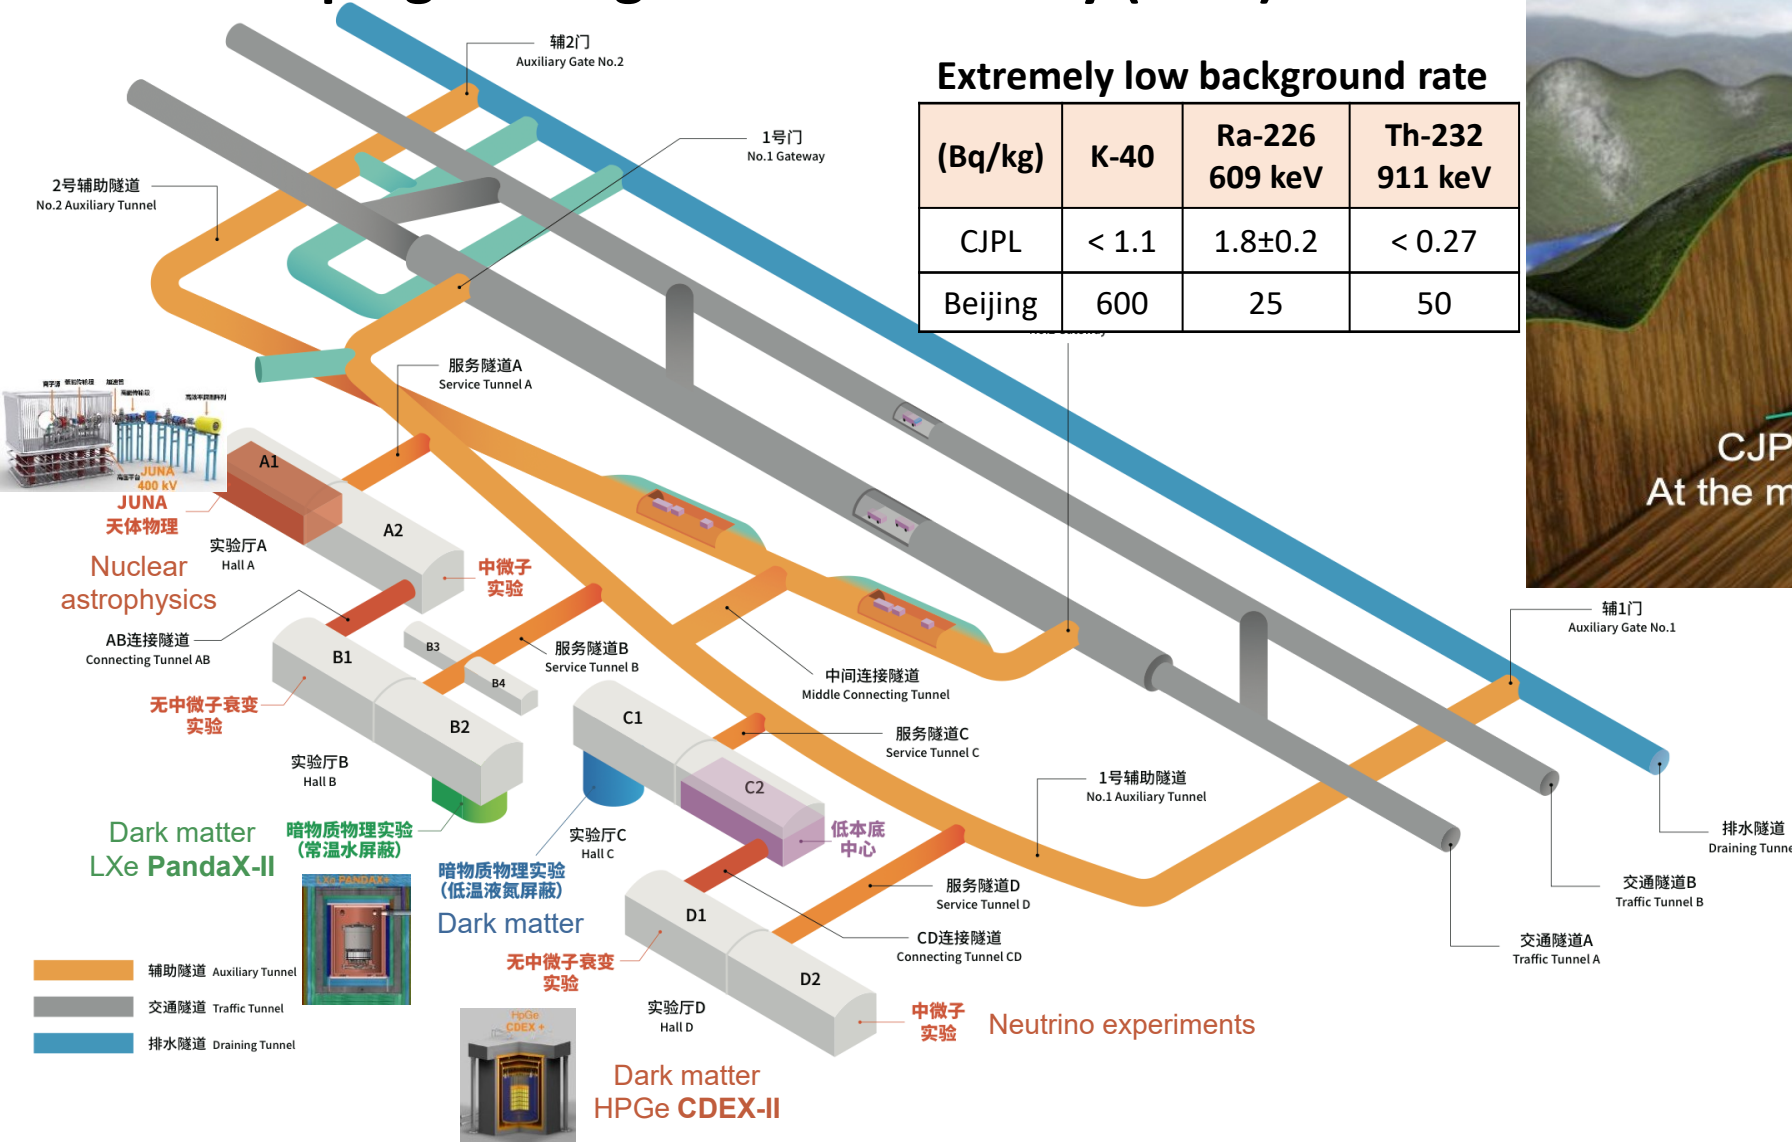 辅2门
Auxiliary Gate No.2
1号门
No.1 Gateway
2号辅助隧道
No.2 Auxiliary Tunnel
Extremely low background rate
(Bq/kg) K-40 Ra-226 609 keV Th-232 911 keV
CJPL < 1.1 1.8±0.2 < 0.27
Beijing 600 25 50
服务隧道A
Service Tunnel A
JUNA
400 kV
A1
A2
JUNA
天体物理
实验厅A
Hall A
Nuclear
astrophysics
中微子
实验
AB连接隧道
Connecting Tunnel AB
B1
B2
B3
B4
服务隧道B
Service Tunnel B
无中微子衰变
实验
实验厅B
Hall B
中间连接隧道
Middle Connecting Tunnel
C1
C2
服务隧道C
Service Tunnel C
Dark matter
LXe PandaX-II
暗物质物理实验
(常温水屏蔽)
LXe PANDAX+
实验厅C
Hall C
暗物质物理实验
(低温液氮屏蔽)
Dark matter
低本底
中心
1号辅助隧道
No.1 Auxiliary Tunnel
服务隧道D
Service Tunnel D
CD连接隧道
Connecting Tunnel CD
D1
D2
无中微子衰变
实验
实验厅D
Hall D
中微子
实验
Neutrino experiments
HpGe
CDEX +
Dark matter
HPGe CDEX-II
辅1门
Auxiliary Gate No.1
排水隧道
Draining Tunne
交通隧道B
Traffic Tunnel B
交通隧道A
Traffic Tunnel A
CJP
At the m
辅助隧道 Auxiliary Tunnel
交通隧道 Traffic Tunnel
排水隧道 Draining Tunnel